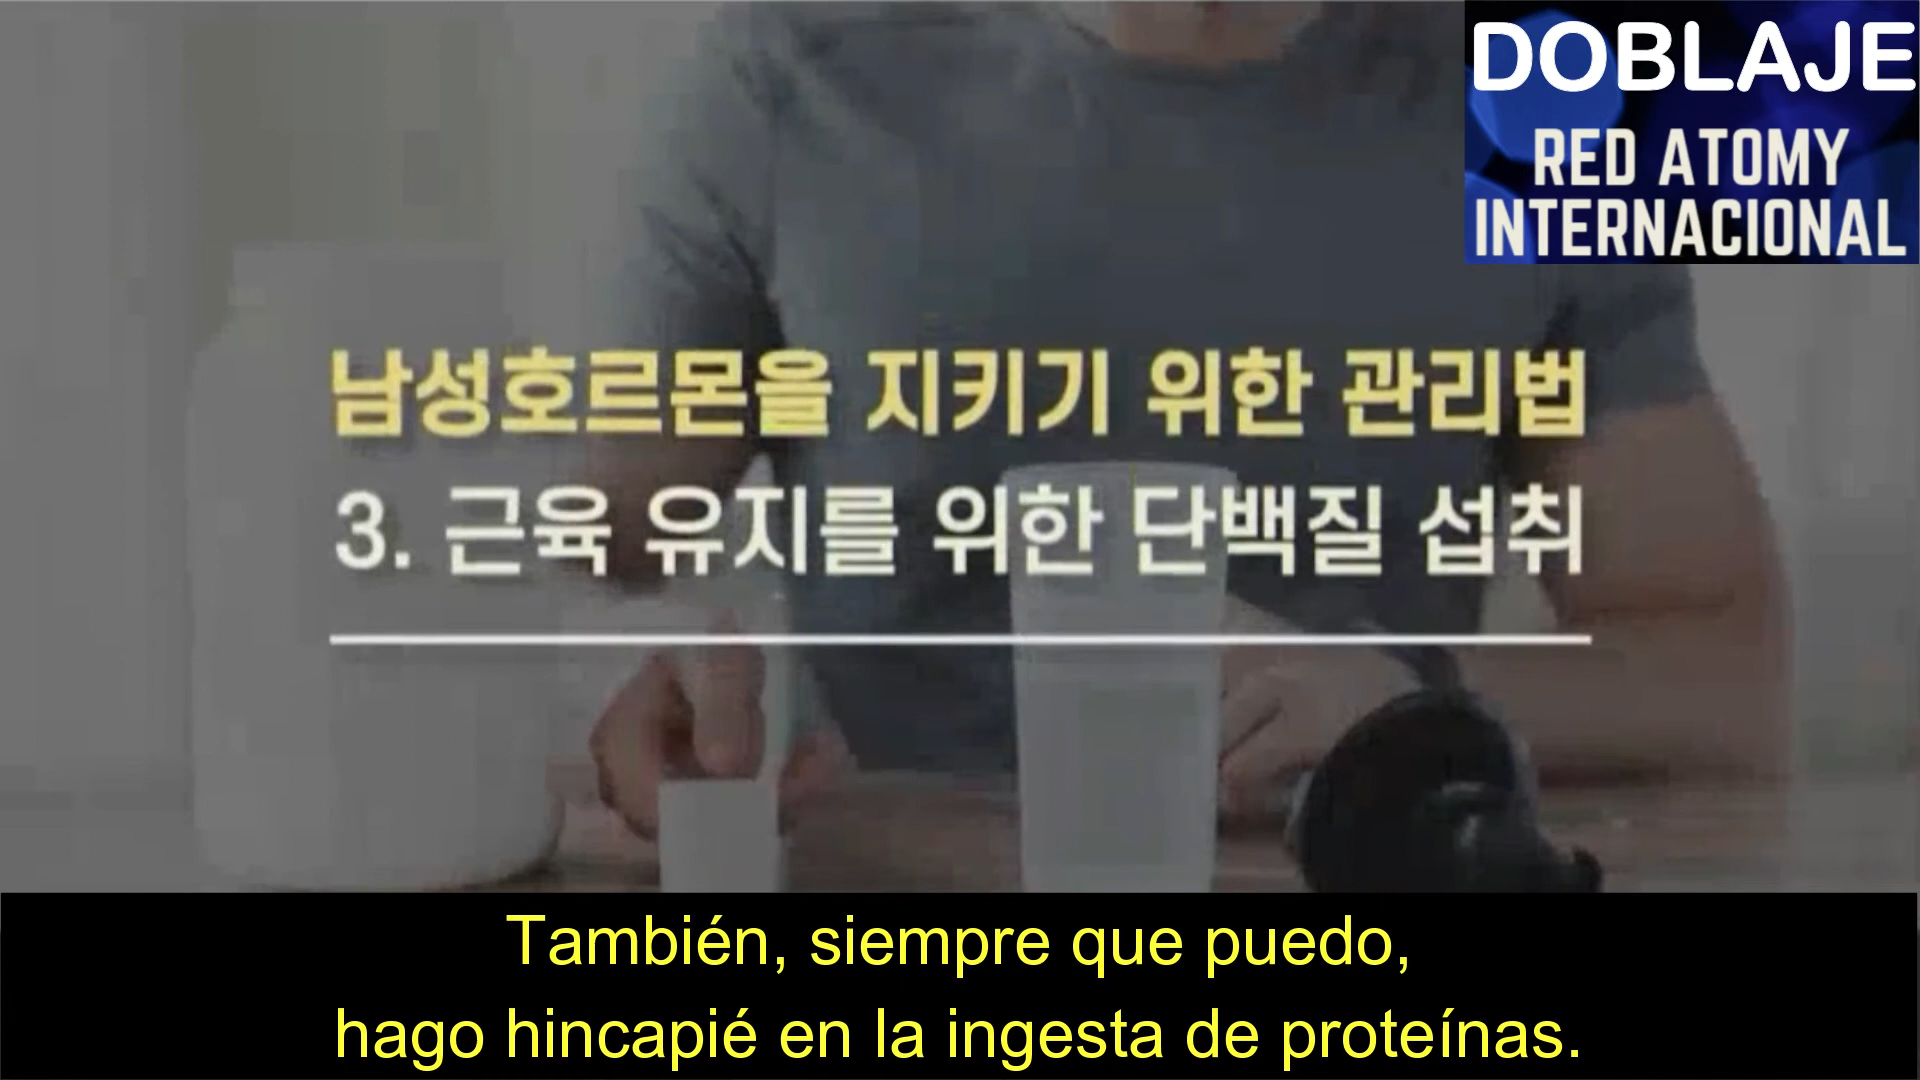 DOBLAJE
RED ATOMY
INTERNACIONAL
남성호르몬을 지키기 위한 관리법
3. 근육 유지를 위한 단백질 섭취
También, siempre que puedo,
hago hincapié en la ingesta de proteínas.